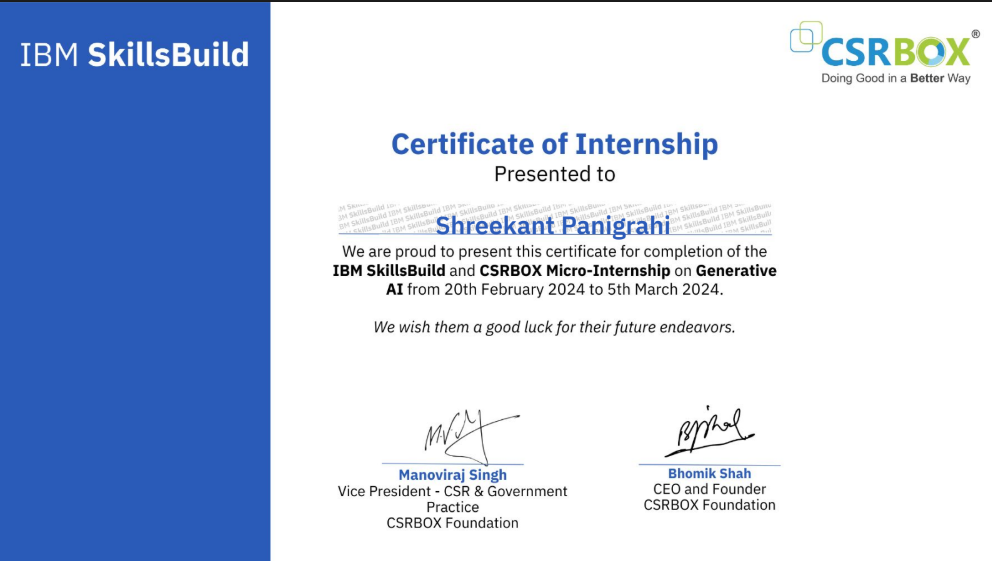 IBM SkillsBuild
CSRBOX®
Doing Good in a Better Way
Certificate of Internship
Presented to
Shreekant Panigrahi
We are proud to present this certificate for completion of the
IBM SkillsBuild and CSRBOX Micro-Internship on Generative
AI from 20th February 2024 to 5th March 2024.
We wish them a good luck for their future endeavors.
Manoviraj Singh
Vice President - CSR & Government
Practice
CSRBOX Foundation
Bhomik Shah
CEO and Founder
CSRBOX Foundation